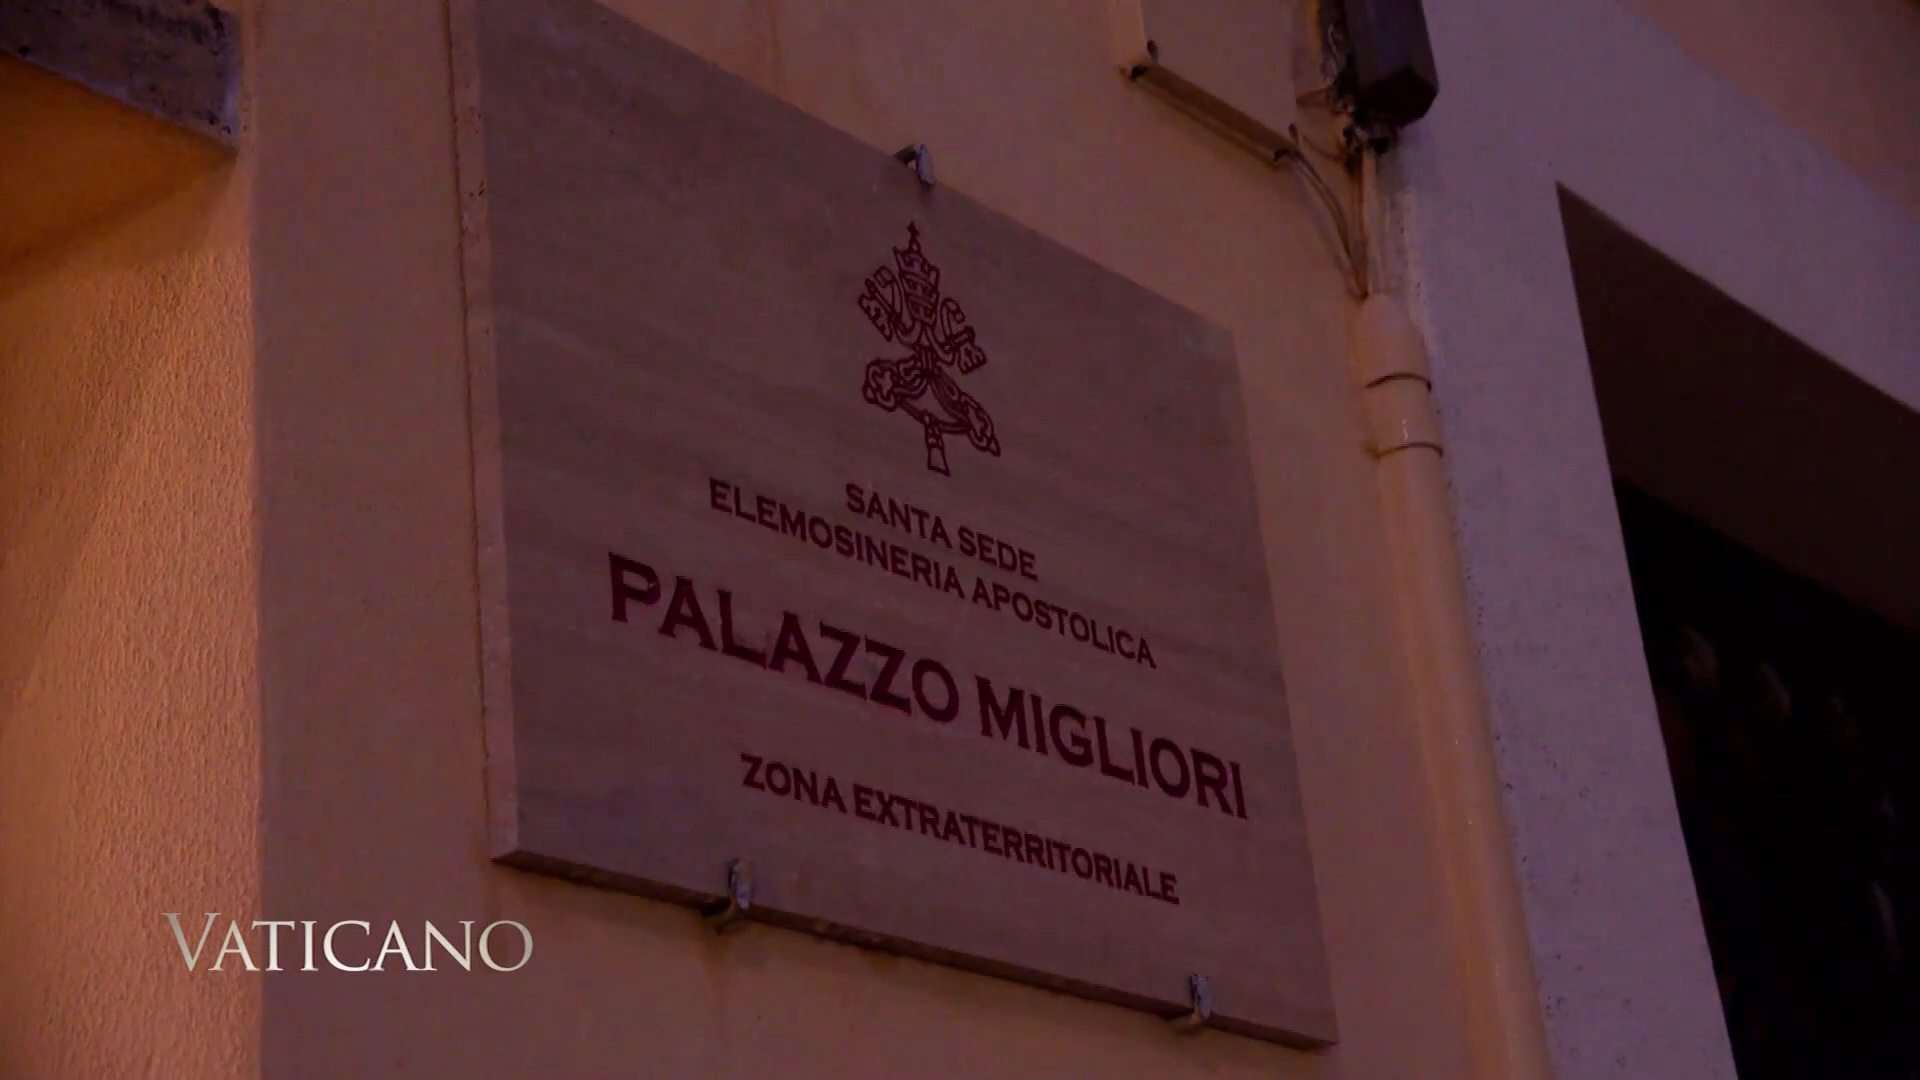 SANTA SEDE
ELEMOSINERIA APOSTOLICA
PALAZZO MIGLIORI
ZONA EXTRATERRITORIALE
VATICANO